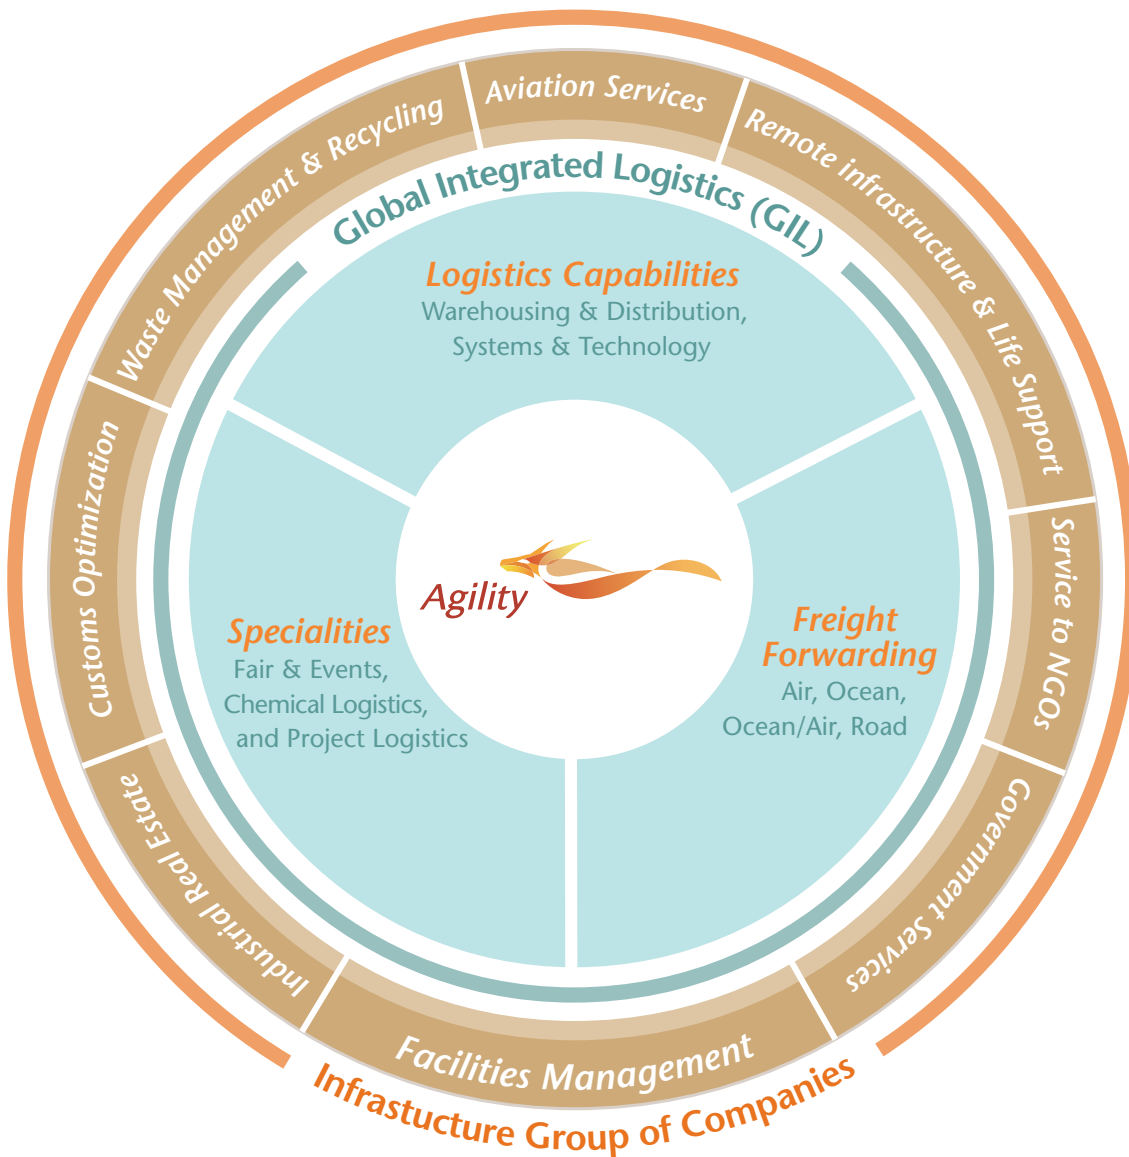 Aviation Services
Remote infrastructure & Life Support
Service to NGOs
Government Services
Facilities Management
Industrial Real Estate
Customs Optimization
Waste Management & Recycling
Global Integrated Logistics (GIL)
Logistics Capabilities
Warehousing & Distribution,
Systems & Technology
Agility
Specialities
Fair & Events,
Chemical Logistics,
and Project Logistics
Freight
Forwarding
Air, Ocean,
Ocean/Air, Road
Infrastucture Group of Companies